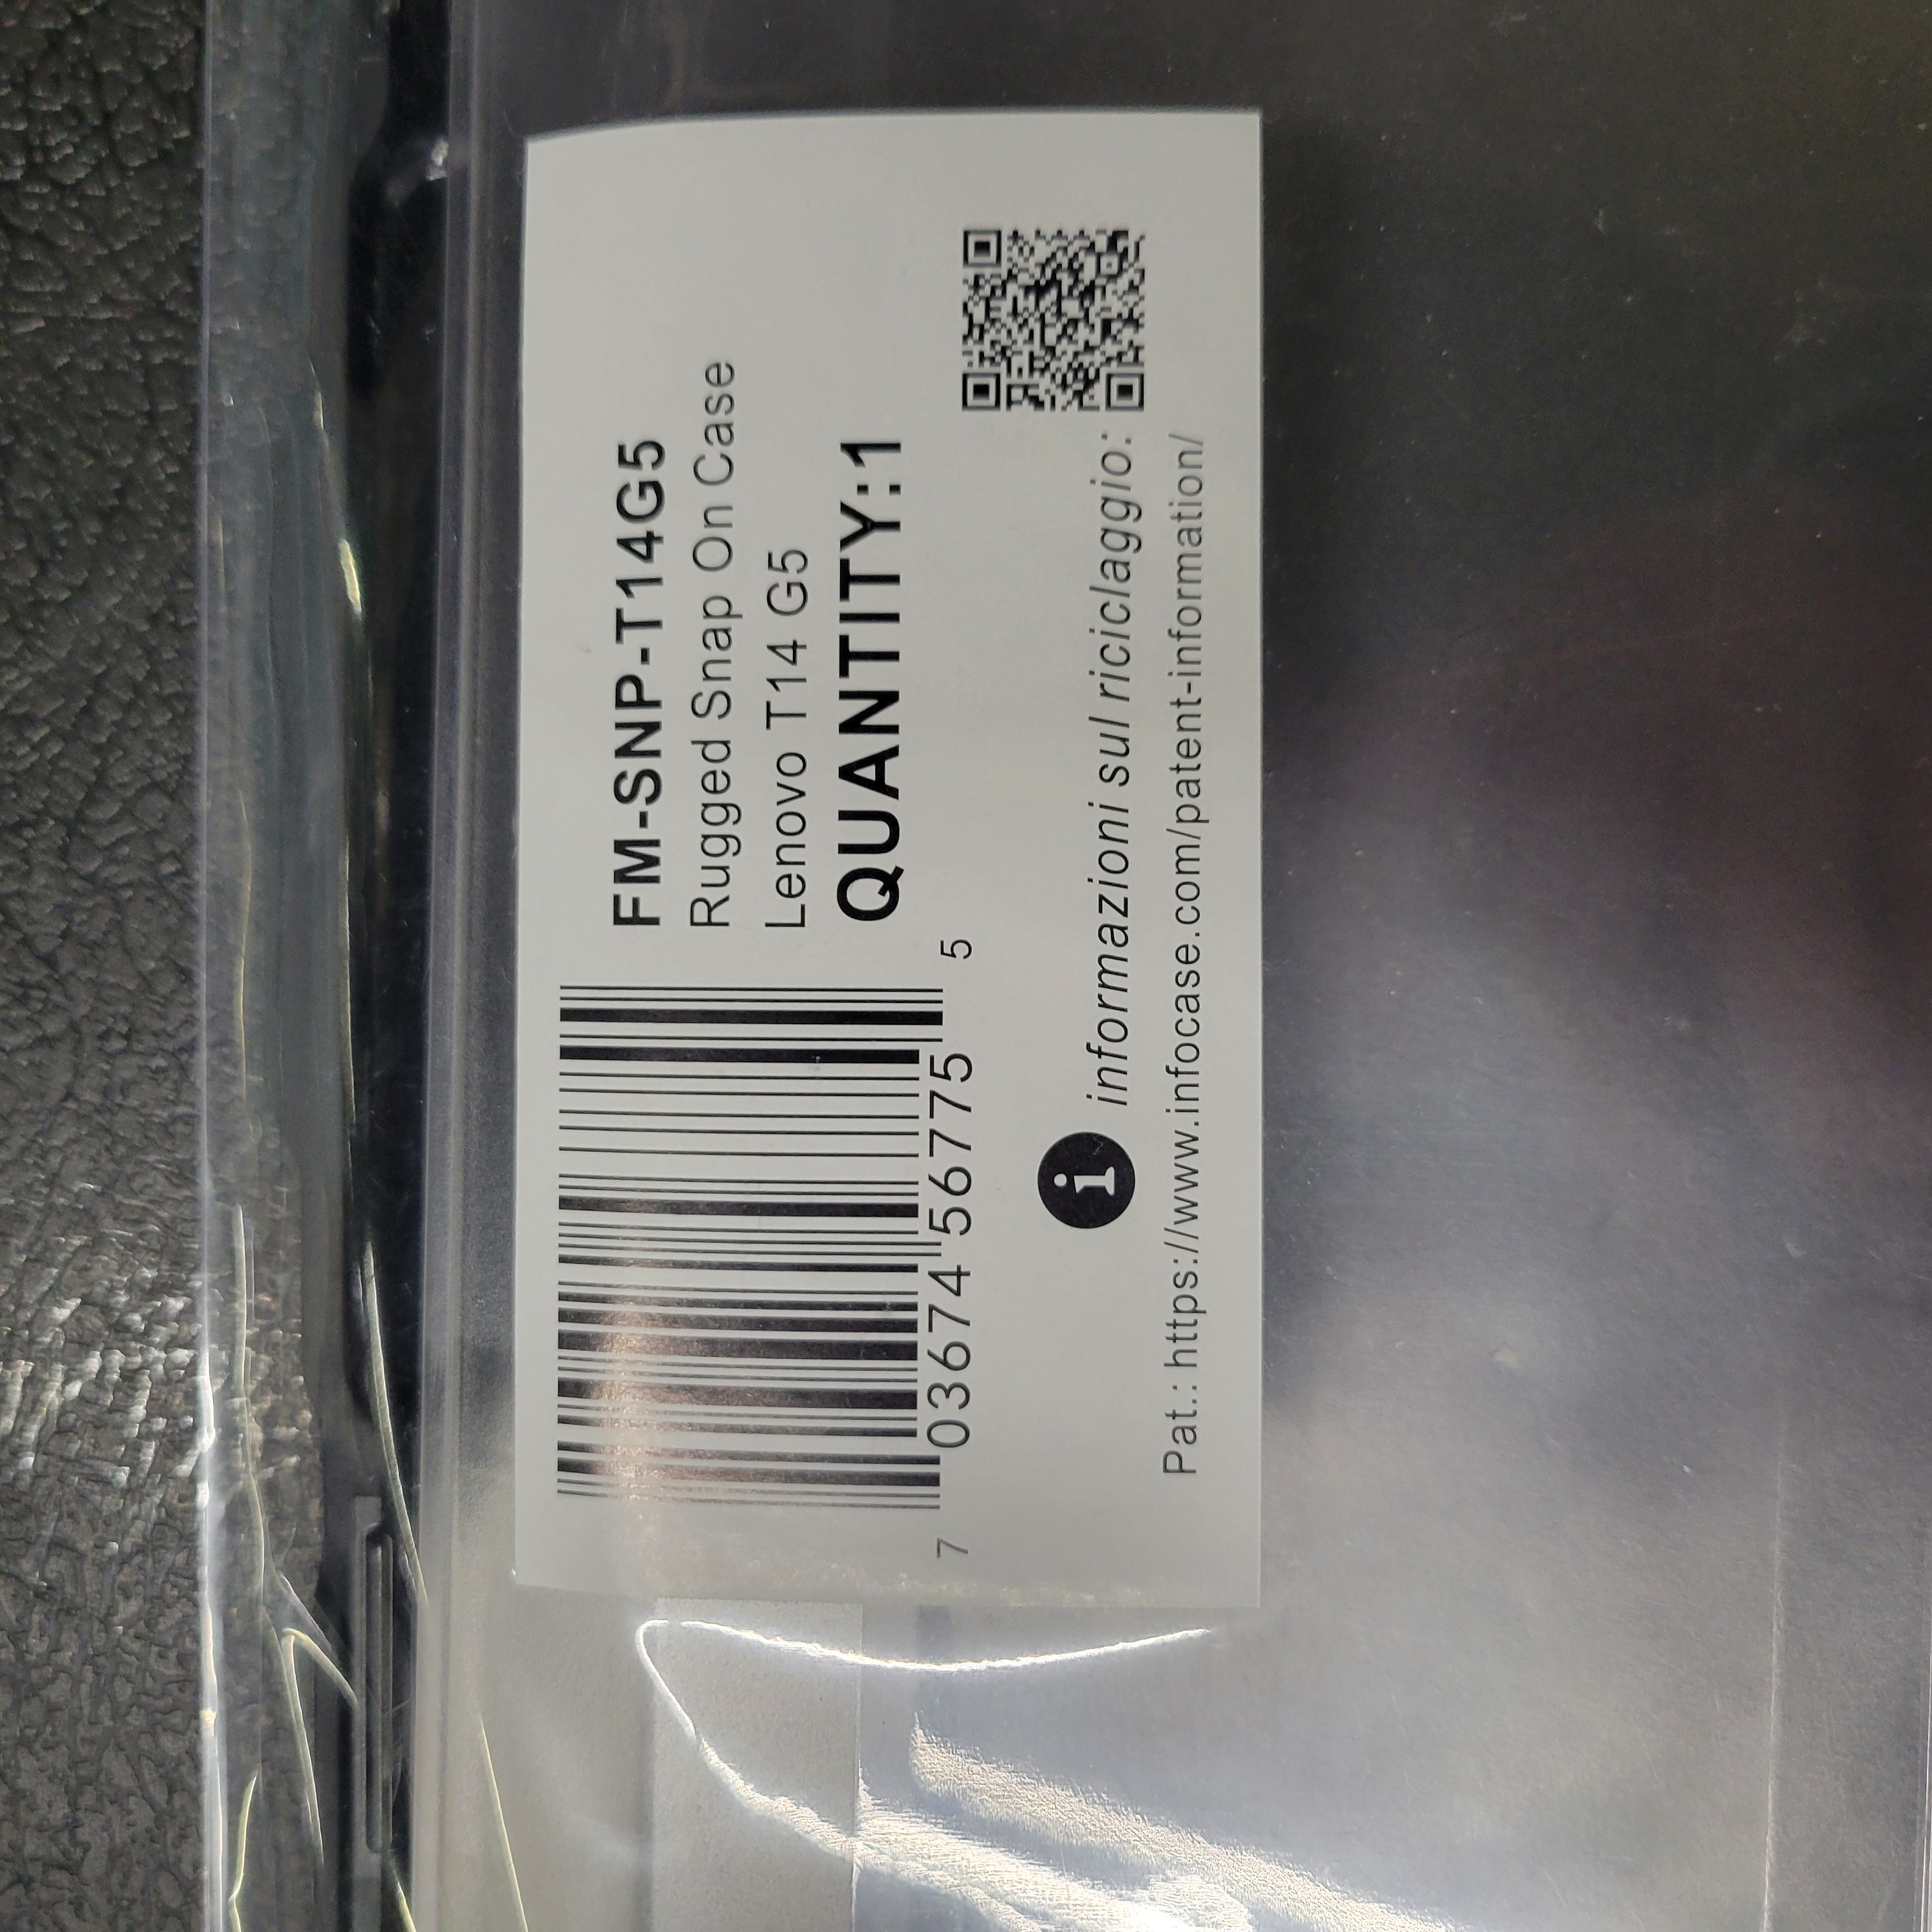 FM-SNP-T14G5
Rugged Snap On Case
Lenovo T14 G5
QUANTITY:1
7 03674 56775 5
i informazioni sul riciclaggio:
Pat.: https://www.infocase.com/patent-information/